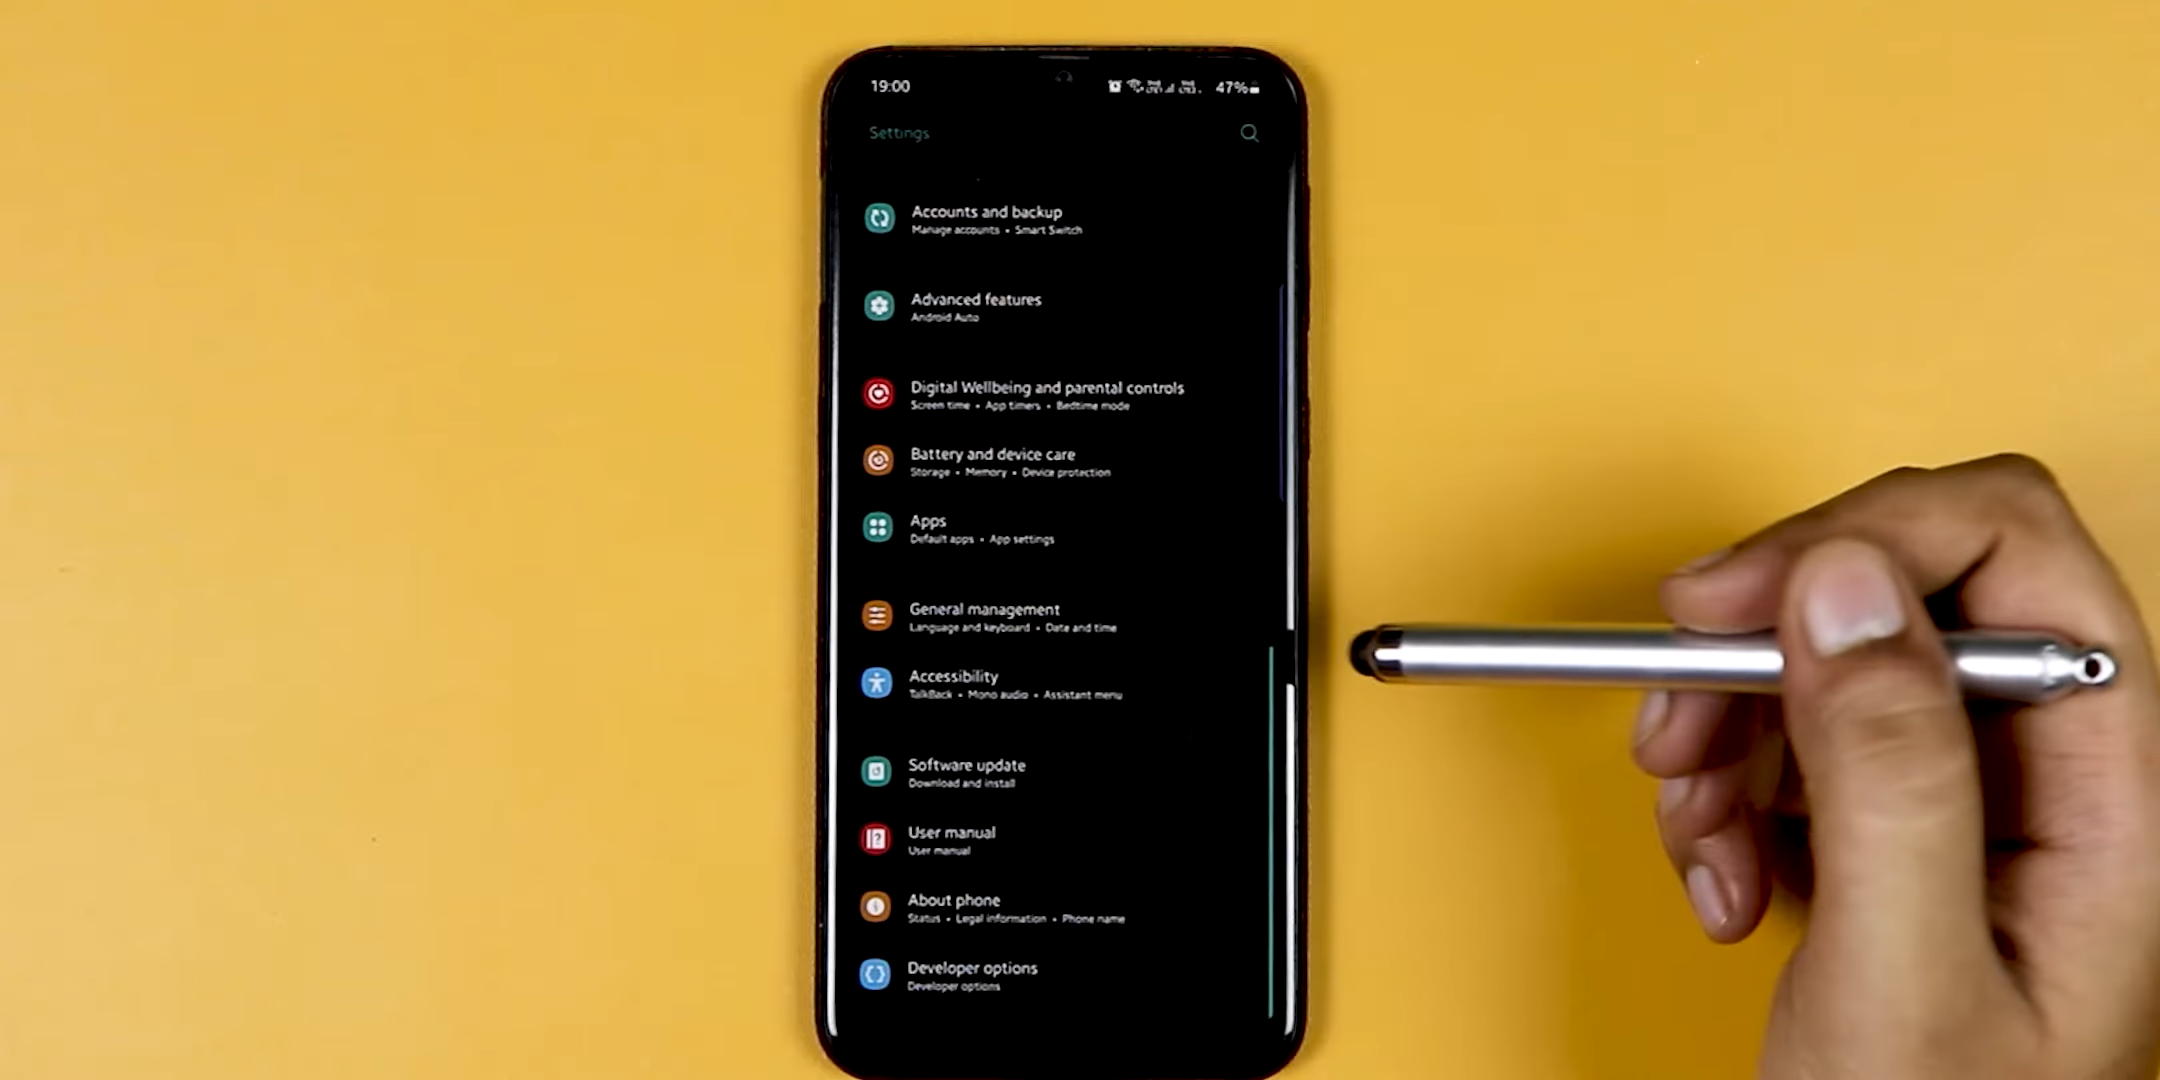 19:00
47%
Settings
Accounts and backup
Manage accounts • Smart Switch
Advanced features
Android Auto
Digital Wellbeing and parental controls
Screen time • App timers • Bedtime mode
Battery and device care
Storage • Memory • Device protection
Apps
Default apps • App settings
General management
Language and keyboard • Date and time
Accessibility
TalkBack • Mono audio • Assistant menu
Software update
Download and install
User manual
User manual
About phone
Status • Legal information • Phone name
Developer options
Developer options